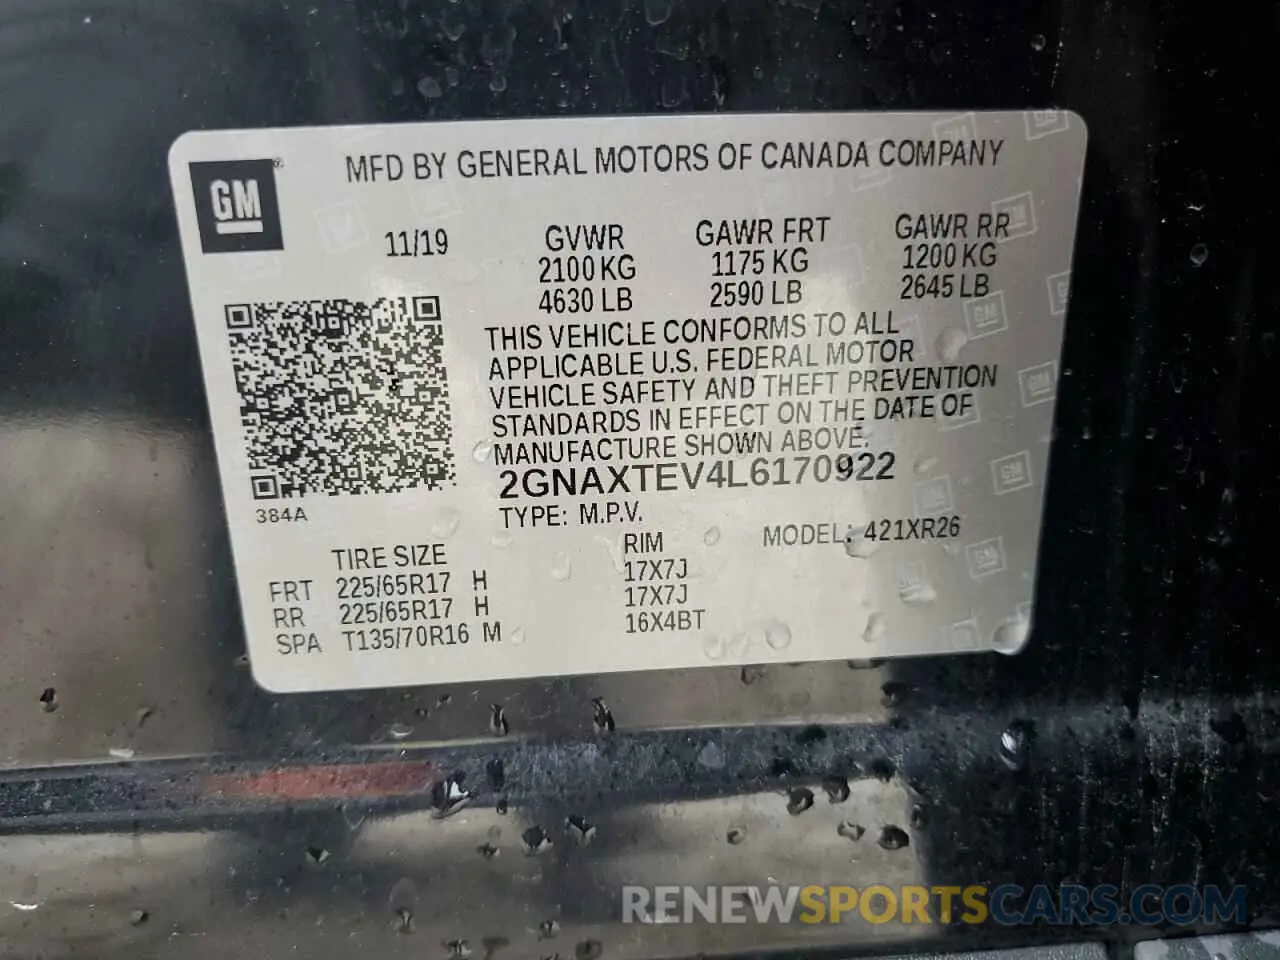 GM
MFD BY GENERAL MOTORS OF CANADA COMPANY
11/19
GVWR
2100 KG
4630 LB
GAWR FRT
1175 KG
2590 LB
GAWR RR
1200 KG
2645 LB
THIS VEHICLE CONFORMS TO ALL
APPLICABLE U.S. FEDERAL MOTOR
VEHICLE SAFETY AND THEFT PREVENTION
STANDARDS IN EFFECT ON THE DATE OF
MANUFACTURE SHOWN ABOVE.
2GNAXTEV4L6170922
TYPE: M.P.V.
MODEL: 421XR26
384A
TIRE SIZE RIM
FRT 225/65R17 H 17X7J
RR 225/65R17 H 17X7J
SPA T135/70R16 M 16X4BT
RENEWSPORTSCARS.COM